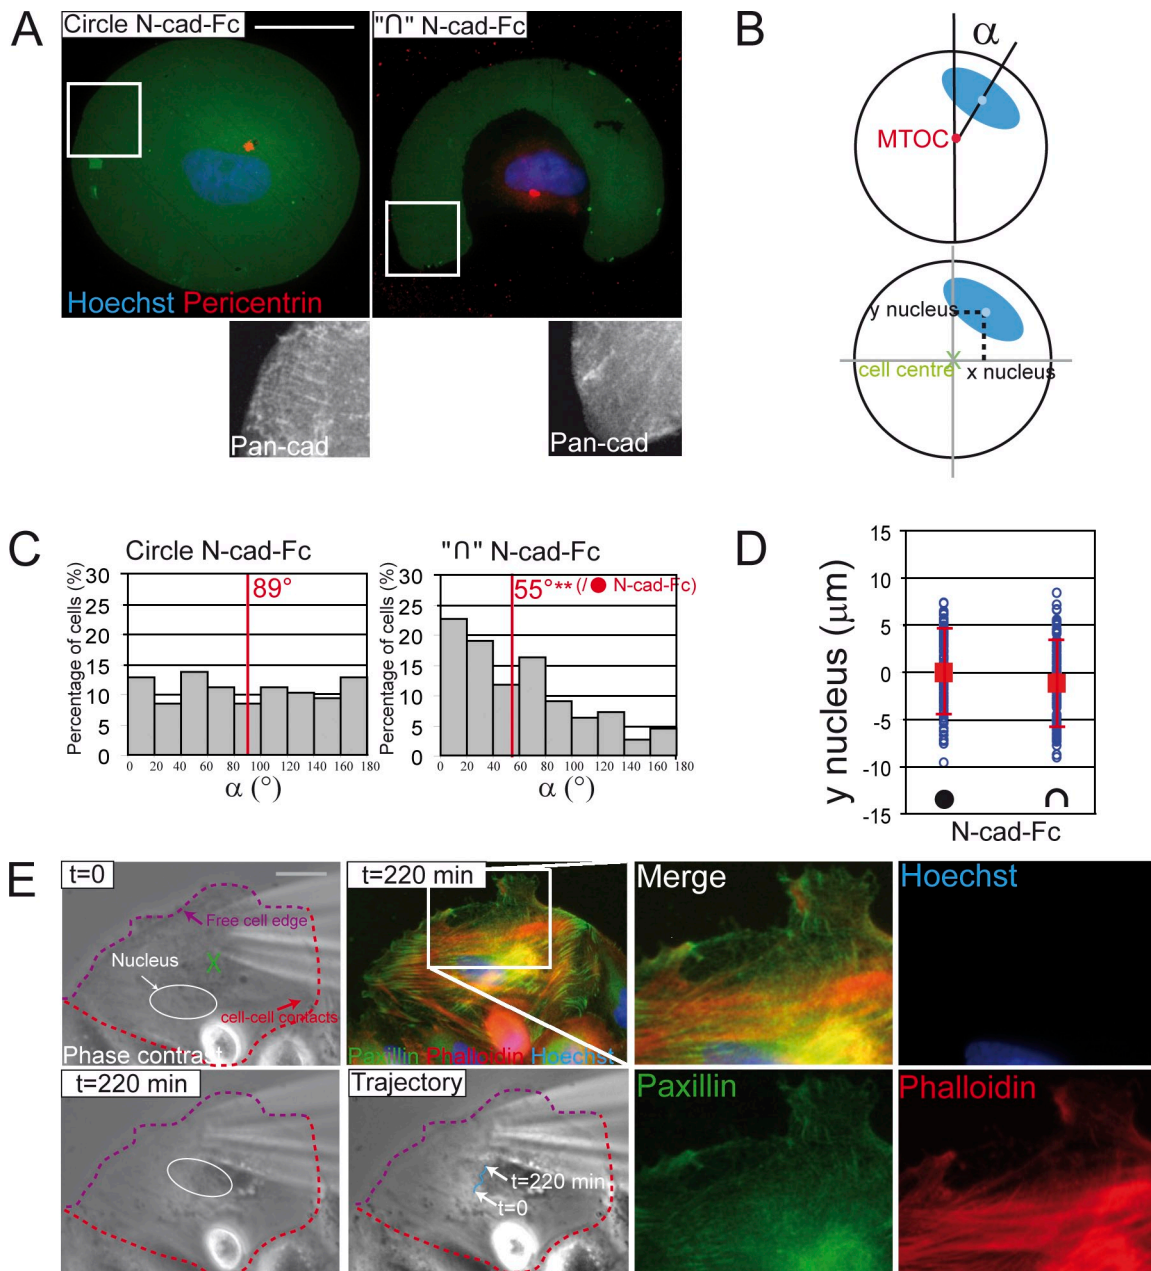 A
Circle N-cad-Fc
"∩" N-cad-Fc
Hoechst Pericentrin
Pan-cad
Pan-cad
B
α
MTOC
y nucleus
cell centre
x nucleus
C
Circle N-cad-Fc
Percentage of cells (%)
30
25
20
15
10
5
0
89°
0 20 40 60 80 100 120 140 160 180
α (°)
"∩" N-cad-Fc
Percentage of cells (%)
30
25
20
15
10
5
0
55°** (/ ● N-cad-Fc)
0 20 40 60 80 100 120 140 160 180
α (°)
D
y nucleus (μm)
15
10
5
0
-5
-10
-15
● ∩
N-cad-Fc
E
t=0
Free cell edge
Nucleus
X
cell-cell contacts
Phase contrast
t=220 min
Paxillin Phalloidin Hoechst
Merge
Hoechst
t=220 min
Trajectory
t=220 min
t=0
Paxillin
Phalloidin